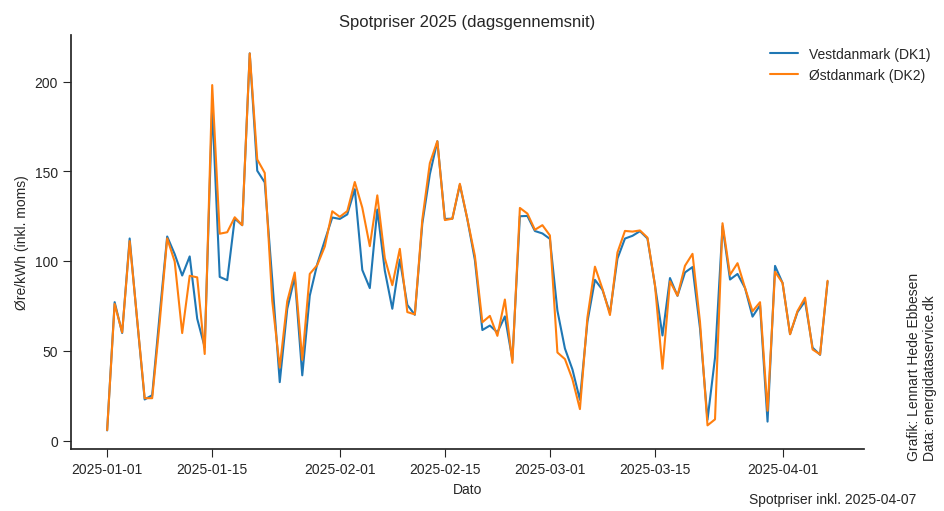 Spotpriser 2025 (dagsgennemsnit)
Vestdanmark (DK1)
Østdanmark (DK2)
Øre/kWh (inkl. moms)
200
150
100
50
0
2025-01-01
2025-01-15
2025-02-01
2025-02-15
2025-03-01
2025-03-15
2025-04-01
Dato
Grafik: Lennart Hede Ebbesen
Data: energidataservice.dk
Spotpriser inkl. 2025-04-07